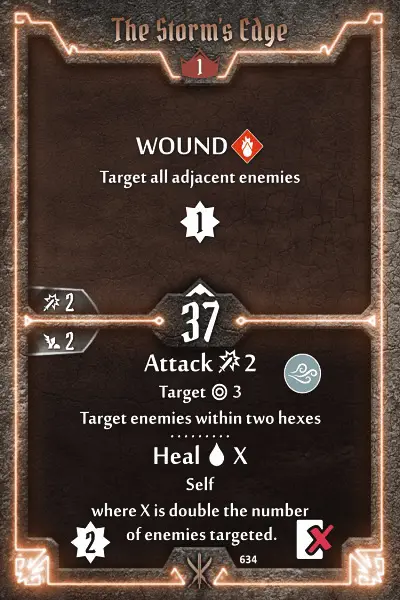 The Storm's Edge
1
WOUND
Target all adjacent enemies
1
2
37
2
Attack 2
Target 3
Target enemies within two hexes
Heal X
Self
where X is double the number
of enemies targeted.
2
634